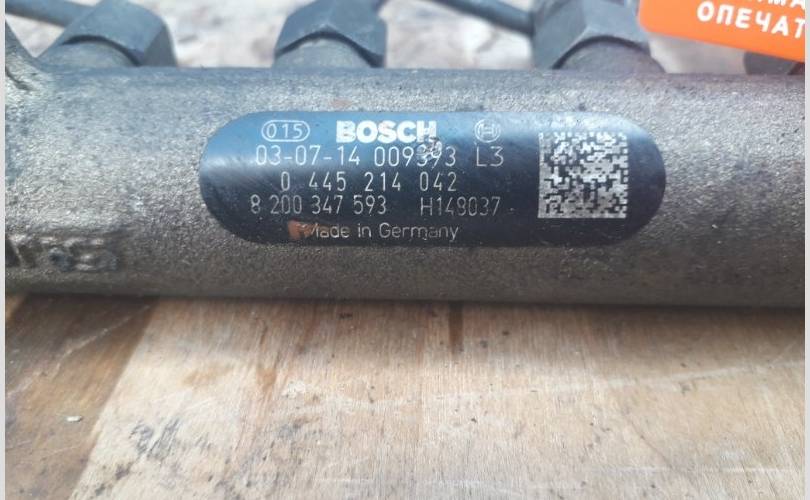 ОПЕЧАТ
015 BOSCH
03-07-14 009393 L3
0 445 214 042
8 200 347 593 H149037
Made in Germany